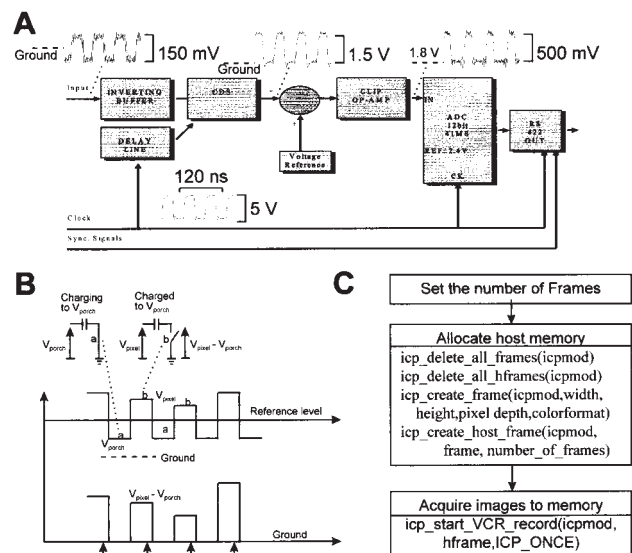 A
Ground
150 mV
Ground
1.5 V
1.8 V
500 mV
Input
INVERTING
BUFFER
CDS
CLIP
OP-AMP
IN
ADC
12bit
41MS
REF=2.4V
CK
RS
422
OUT
DELAY
LINE
Voltage
Reference
120 ns
5 V
Clock
Sync. Signals
B
Charging
to Vporch
Charged
to Vporch
a
b
Vporch
Vpixel
Vpixel - Vporch
Vpixel
b
b
Reference level
a
a
Vporch
Ground
Vpixel - Vporch
Ground
C
Set the number of Frames
Allocate host memory
icp_delete_all_frames(icpmod)
icp_delete_all_hframes(icpmod)
icp_create_frame(icpmod,width,
height,pixel depth,colorformat)
icp_create_host_frame(icpmod,
frame, number_of_frames)
Acquire images to memory
icp_start_VCR_record(icpmod,
hframe,ICP_ONCE)